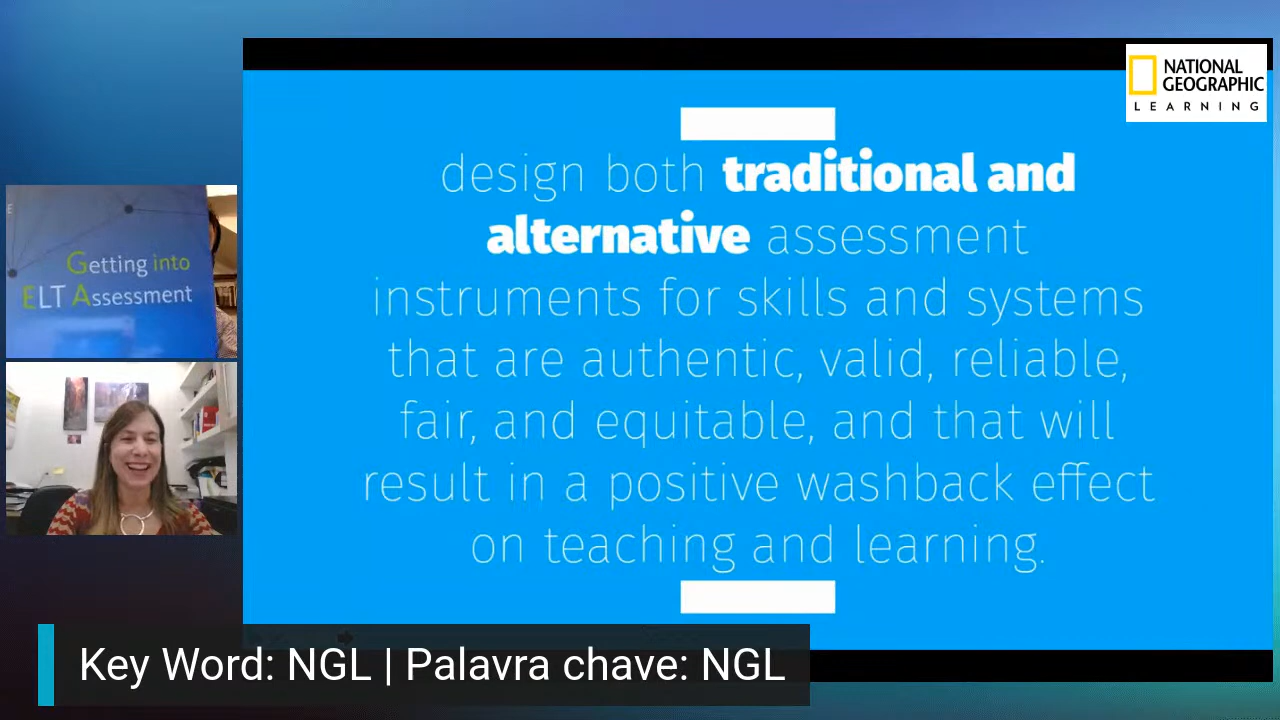 NATIONAL
GEOGRAPHIC
LEARNING
design both traditional and
alternative assessment
instruments for skills and systems
that are authentic, valid, reliable,
fair, and equitable, and that will
result in a positive washback effect
on teaching and learning.
E
Getting into
ELT Assessment
Key Word: NGL | Palavra chave: NGL